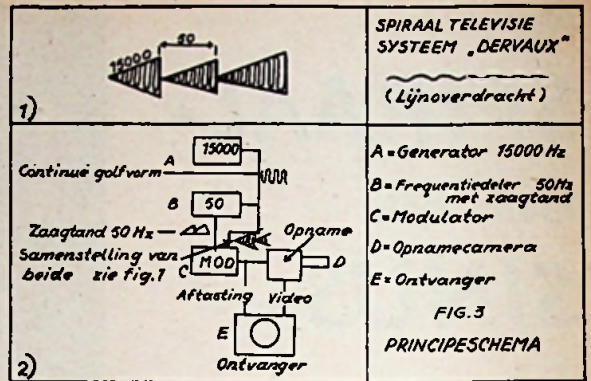 50
15000
1)
SPIRAAL TELEVISIE
SYSTEEM „DERVAUX"
(Lijnoverdracht)
A
15000
Continue golfvorm
B
50
Zaagtand 50 Hz
Samenstelling van
beide zie fig.1
C
MOD
Opname
D
Aftasting
Video
E
Ontvanger
2)
A=Generator 15000 Hz
B=Frequentiedeler 50Hz
met zaagtand
C=Modulator
D=Opnamecamera
E=Ontvanger
FIG.3
PRINCIPESCHEMA